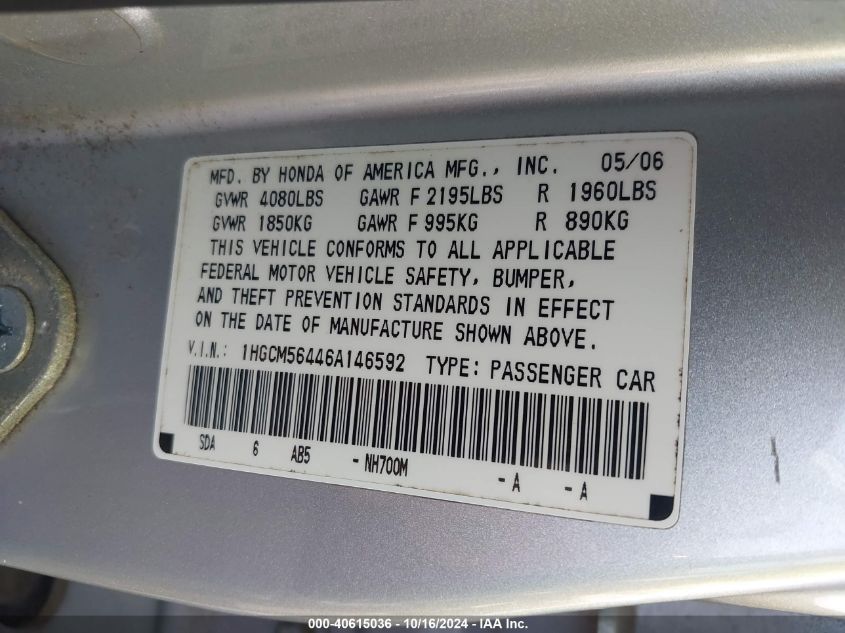 MFD. BY HONDA OF AMERICA MFG., INC. 05/06
GVWR 4080LBS GAWR F 2195LBS R 1960LBS
GVWR 1850KG GAWR F 995KG R 890KG
THIS VEHICLE CONFORMS TO ALL APPLICABLE
FEDERAL MOTOR VEHICLE SAFETY, BUMPER,
AND THEFT PREVENTION STANDARDS IN EFFECT
ON THE DATE OF MANUFACTURE SHOWN ABOVE.
V.I.N.: 1HGCM56446A146592 TYPE: PASSENGER CAR
SDA 6 AB5 - NH700M - A - A
000-40615036 - 10/16/2024 - IAA Inc.